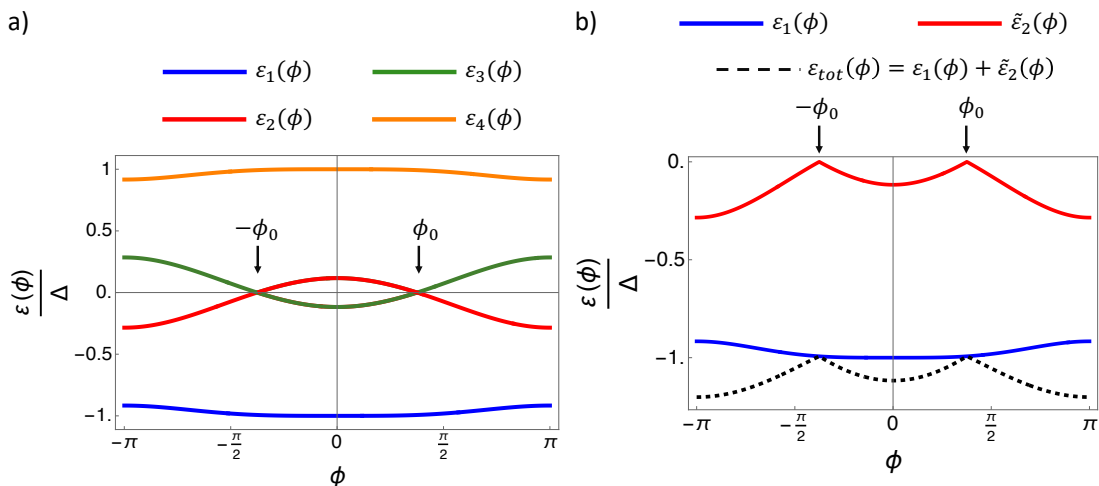 a)
ε₁(ϕ)
ε₃(ϕ)
ε₂(ϕ)
ε₄(ϕ)
−ϕ₀
ϕ₀
1
0.5
0.
−0.5
−1.
ε(ϕ)
Δ
−π
−π/2
0
π/2
π
ϕ
b)
ε₁(ϕ)
ε̃₂(ϕ)
εₜₒₜ(ϕ) = ε₁(ϕ) + ε̃₂(ϕ)
−ϕ₀
ϕ₀
0.
−0.5
−1.
ε(ϕ)
Δ
−π
−π/2
0
π/2
π
ϕ